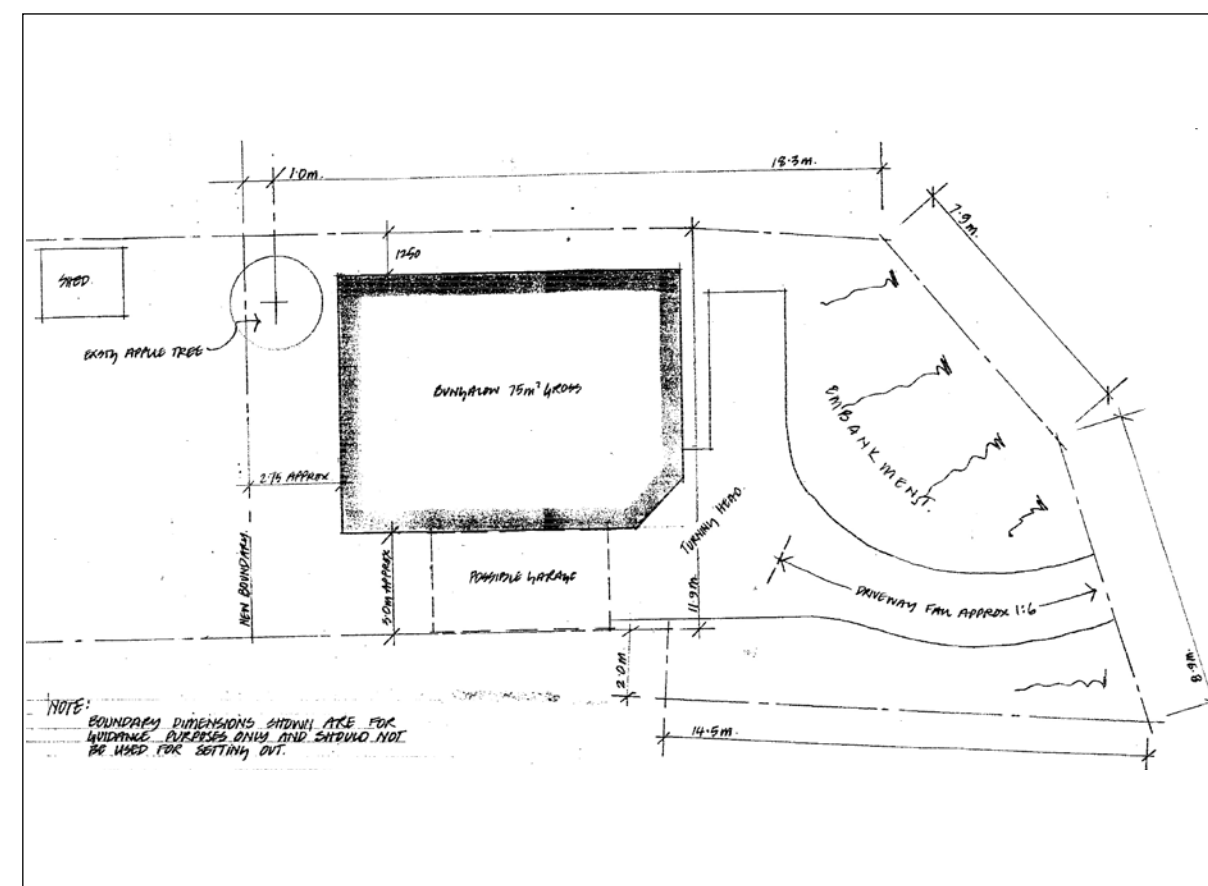 1.0m.
18.3m.
7.9m.
1250
SHED.
EXSTG APPLE TREE
BUNGALOW 75m² GROSS
EMBANKMENT.
2.75 APPROX
TURNING HEAD.
NEW BOUNDARY.
3.0m APPROX
POSSIBLE GARAGE
11.9m.
DRIVEWAY FALL APPROX 1:6
8.9m.
2.0m
14.5m.
NOTE:
BOUNDARY DIMENSIONS SHOWN ARE FOR
GUIDANCE PURPOSES ONLY AND SHOULD NOT
BE USED FOR SETTING OUT.